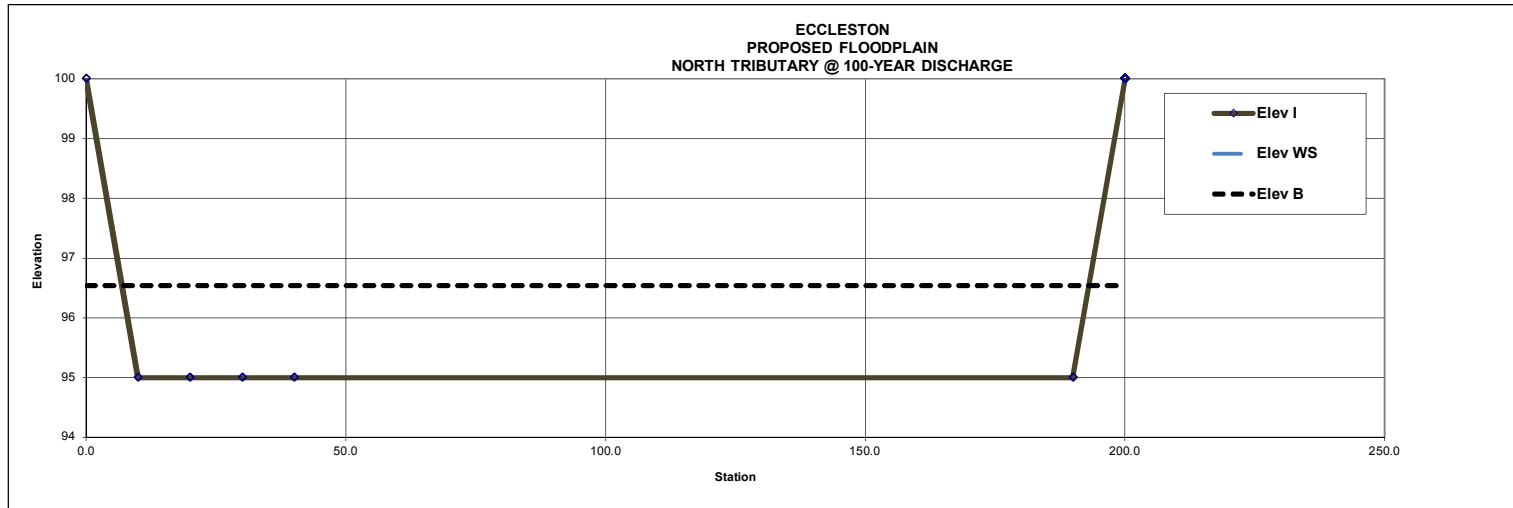 ECCLESTON
PROPOSED FLOODPLAIN
NORTH TRIBUTARY @ 100-YEAR DISCHARGE
100
99
98
97
96
95
94
Elevation
0.0
50.0
100.0
150.0
200.0
250.0
Station
Elev I
Elev WS
Elev B